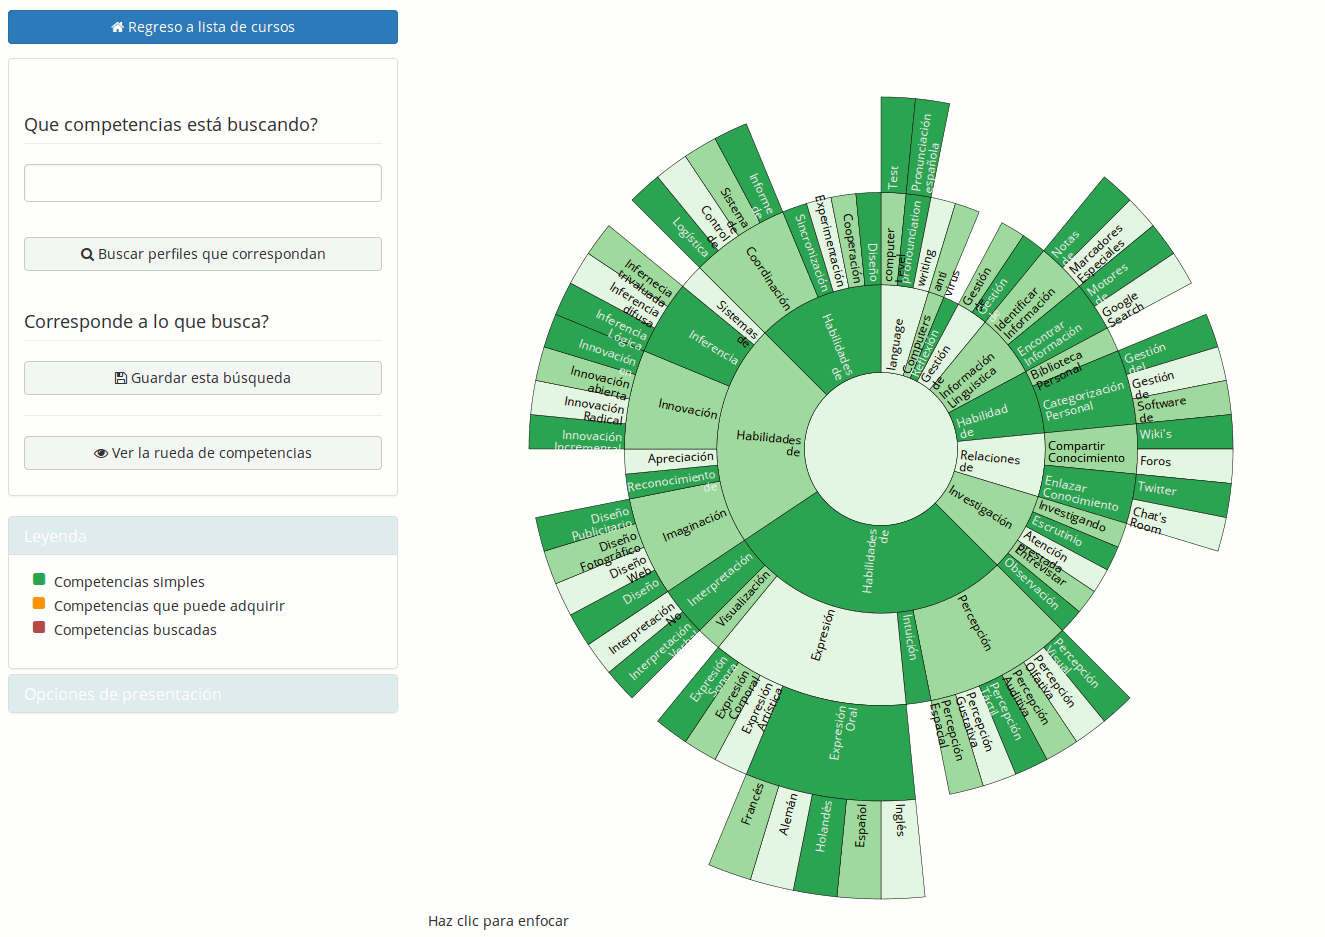 Regreso a lista de cursos
Que competencias está buscando?
Buscar perfiles que correspondan
Corresponde a lo que busca?
Guardar esta búsqueda
Ver la rueda de competencias
Leyenda
Competencias simples
Competencias que puede adquirir
Competencias buscadas
Opciones de presentación
Test
Pronunciación
española
computer
level
pronounciation
writing
anti
virus
language
Computers
Reflexión
Gestión
de
Gestión
de
Gestión
de
Información
Linguistica
Identificar
Información
Notas
de
Marcadores
Especiales
Encontrar
Información
Motores
de
Google
Search
Habilidad
de
Biblioteca
Personal
Categorización
Personal
Gestión
del
Gestión
de
Software
de
Wiki's
Relaciones
de
Compartir
Conocimiento
Foros
Enlazar
Conocimiento
Twitter
Chat's
Room
Investigación
Investigando
Escrutinio
Atención
prestada
Entrevistar
Observación
Habilidades
de
Percepción
Percepción
Visual
Percepción
Olfativa
Percepción
Auditiva
Percepción
Táctil
Percepción
Gustativa
Percepción
Espacial
Intuición
Expresión
Expresión
Oral
Inglés
Español
Holandés
Alemán
Francés
Expresión
Artística
Expresión
Corporal
Expresión
Sonora
Visualización
Interpretación
Interpretación
Verbal
Interpretación
No
Habilidades
de
Imaginación
Diseño
Diseño
Web
Diseño
Fotográfico
Diseño
Publicitario
Reconocimiento
de
Apreciación
Innovación
Innovación
Incremental
Innovación
Radical
Innovación
abierta
Innovación
en
Inferencia
Inferencia
Lógica
Inferencia
difusa
Inferencia
trivaluada
Sistemas
de
Habilidades
de
Coordinación
Logística
Control
de
Sistema
de
Informe
de
Sincronización
Experimentación
Cooperación
Diseño
Haz clic para enfocar